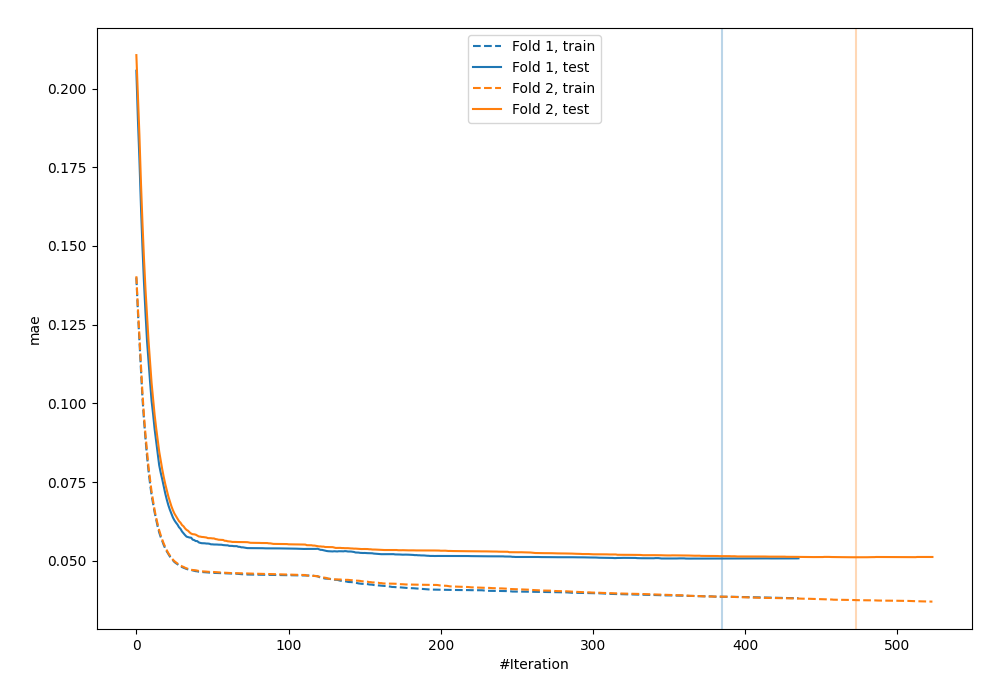 Fold 1, train
Fold 1, test
Fold 2, train
Fold 2, test
0.200
0.175
0.150
0.125
0.100
0.075
0.050
mae
0 100 200 300 400 500
#Iteration